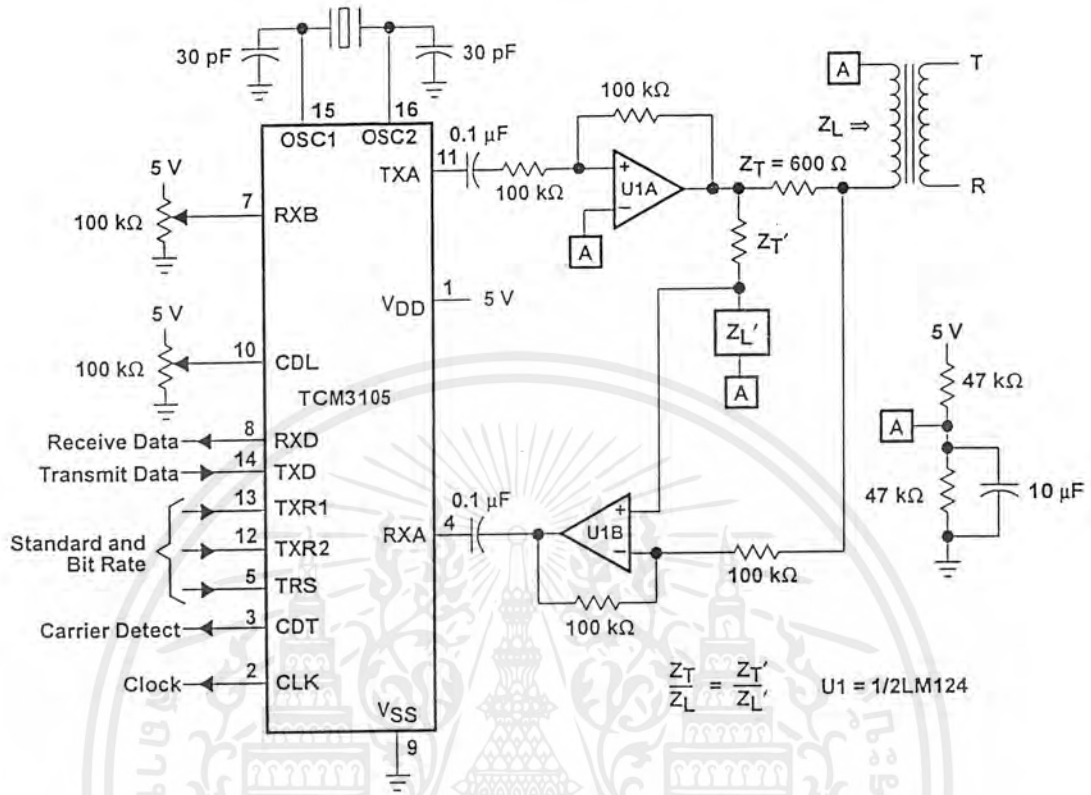 30 pF
30 pF
15
16
OSC1
OSC2
11
TXA
0.1 μF
100 kΩ
100 kΩ
+
U1A
−
A
Z_T = 600 Ω
A
Z_L ⇒
T
R
5 V
100 kΩ
7
RXB
1
V_DD
5 V
Z_T'
Z_L'
A
5 V
100 kΩ
10
CDL
TCM3105
5 V
47 kΩ
A
47 kΩ
10 μF
Receive Data
8
RXD
Transmit Data
14
TXD
Standard and
Bit Rate
13
TXR1
12
TXR2
5
TRS
RXA
4
0.1 μF
+
U1B
−
100 kΩ
100 kΩ
Carrier Detect
3
CDT
Clock
2
CLK
V_SS
9
Z_T/Z_L = Z_T'/Z_L'
U1 = 1/2LM124